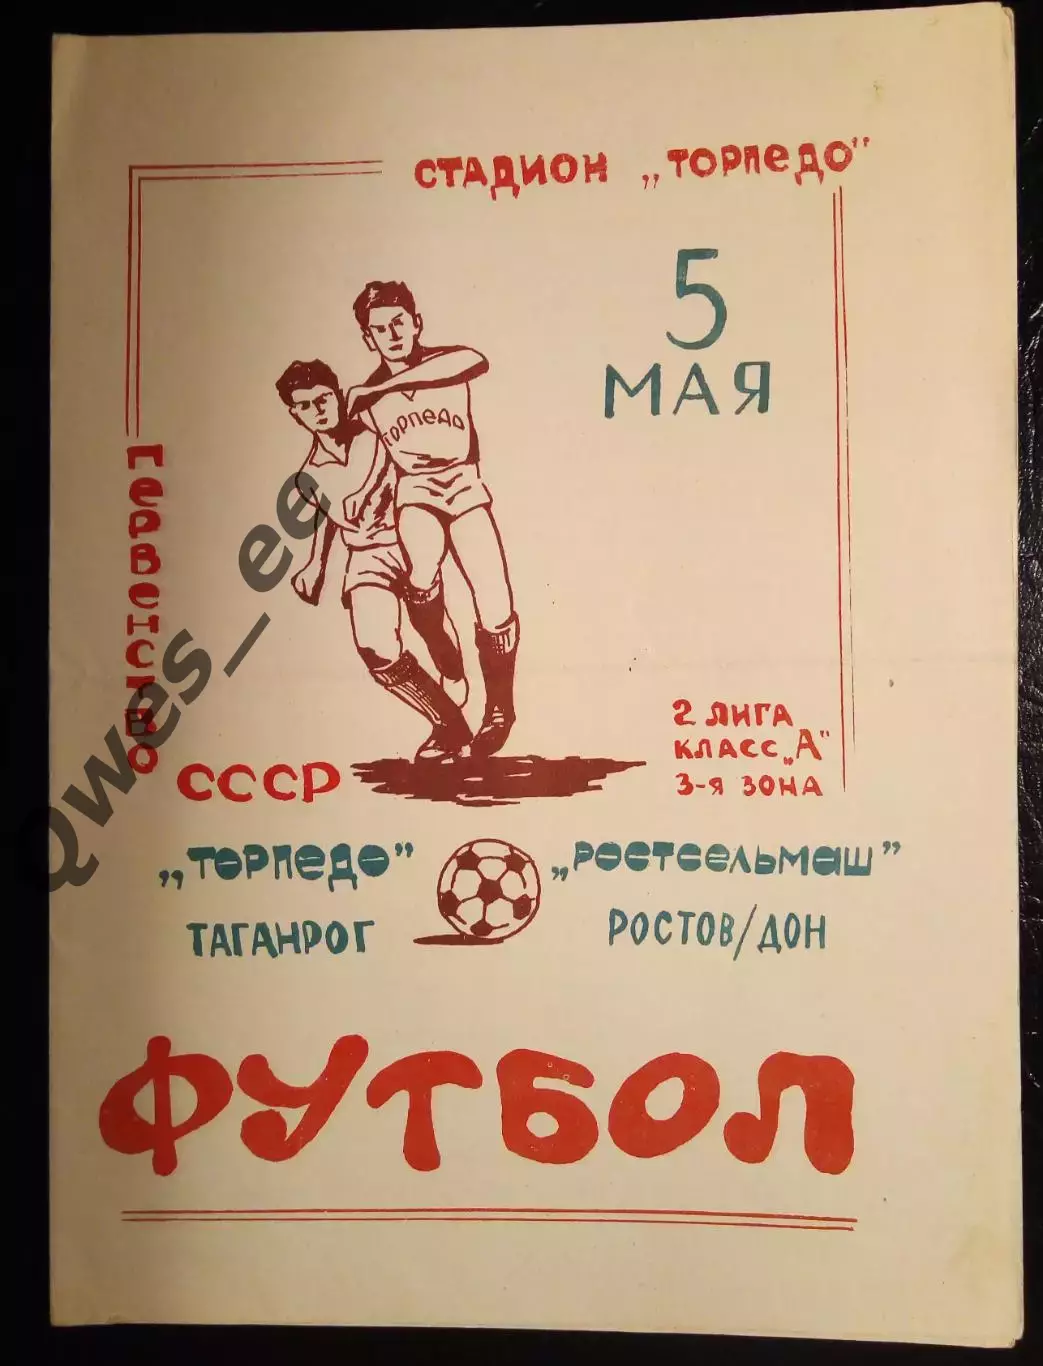 СТАДИОН „ТОРПЕДО"
5
МАЯ
ТОРПЕДО
ПЕРВЕНСТВО
СССР
2 ЛИГА
КЛАСС „А"
3-Я ЗОНА
„ТОРПЕДО" „РОСТСЕЛЬМАШ"
ТАГАНРОГ РОСТОВ/ДОН
ФУТБОЛ
Qwes_ee